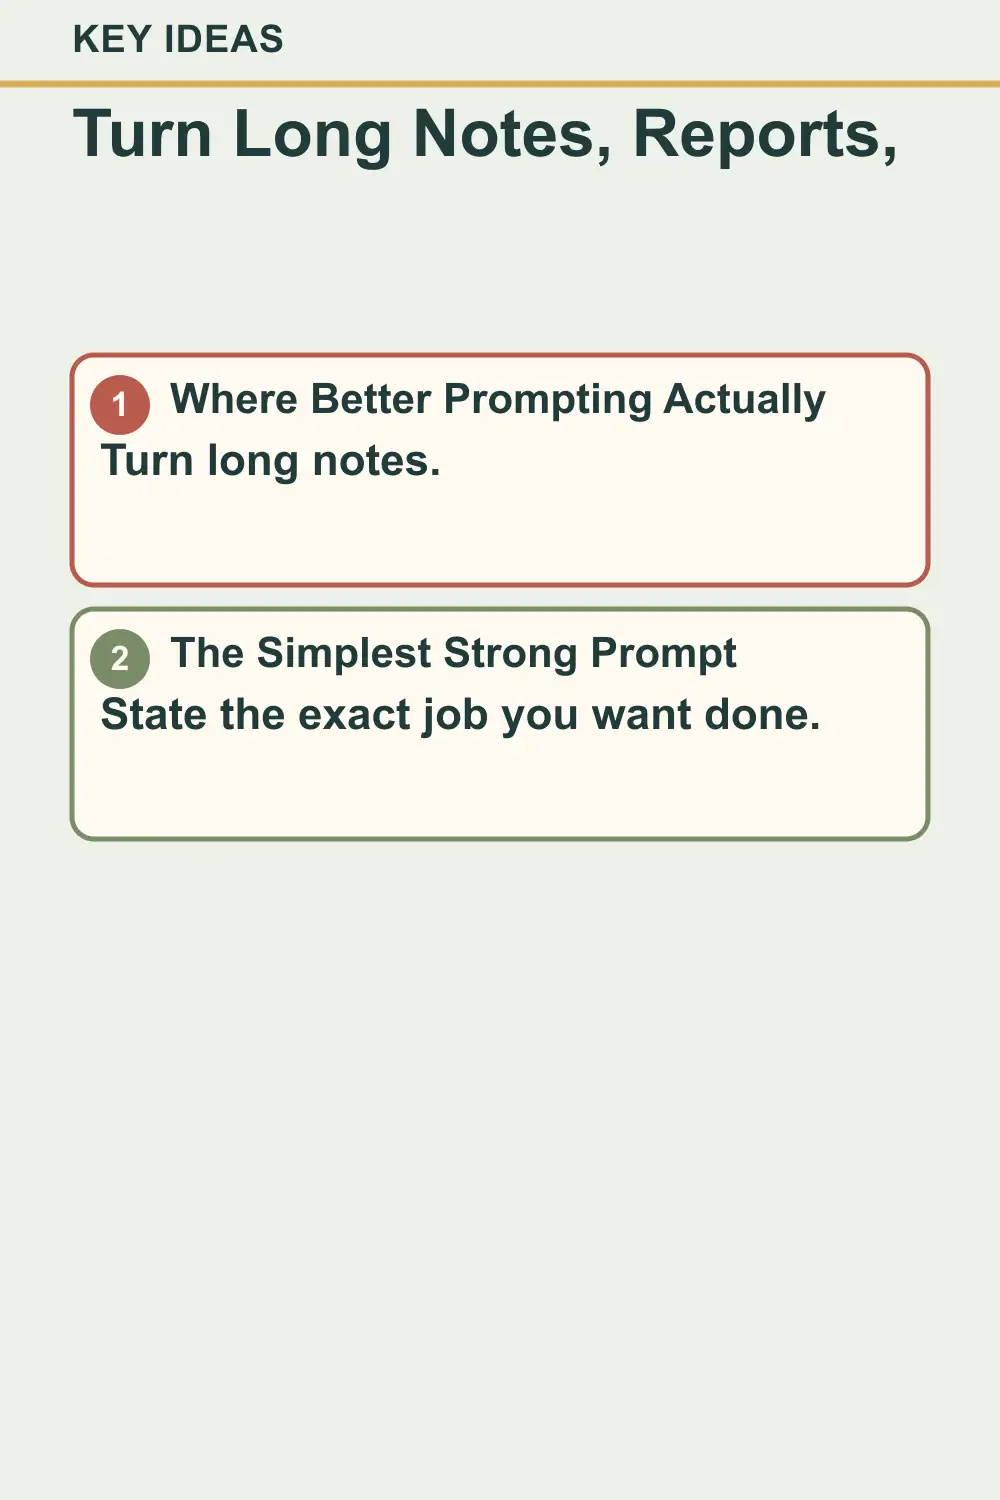 KEY IDEAS
Turn Long Notes, Reports,
1 Where Better Prompting Actually
Turn long notes.
2 The Simplest Strong Prompt
State the exact job you want done.